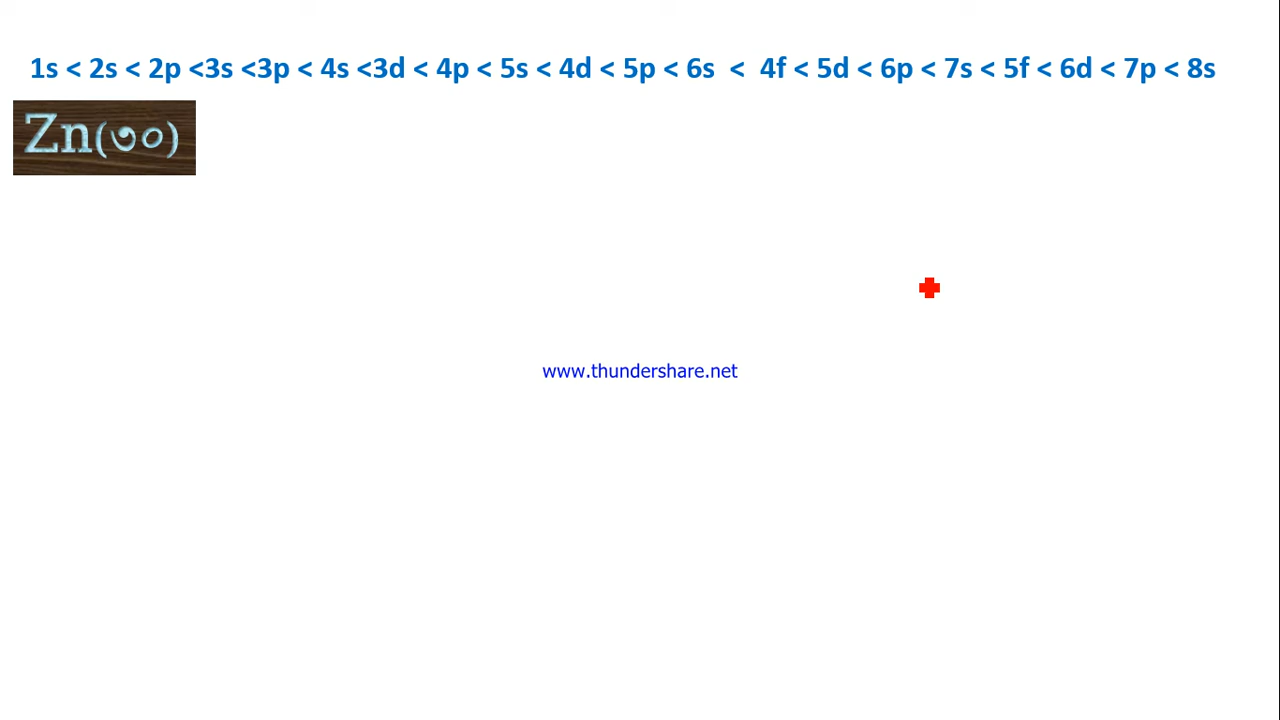 1s < 2s < 2p <3s <3p < 4s <3d < 4p < 5s < 4d < 5p < 6s < 4f < 5d < 6p < 7s < 5f < 6d < 7p < 8s
Zn(৩০)
www.thundershare.net